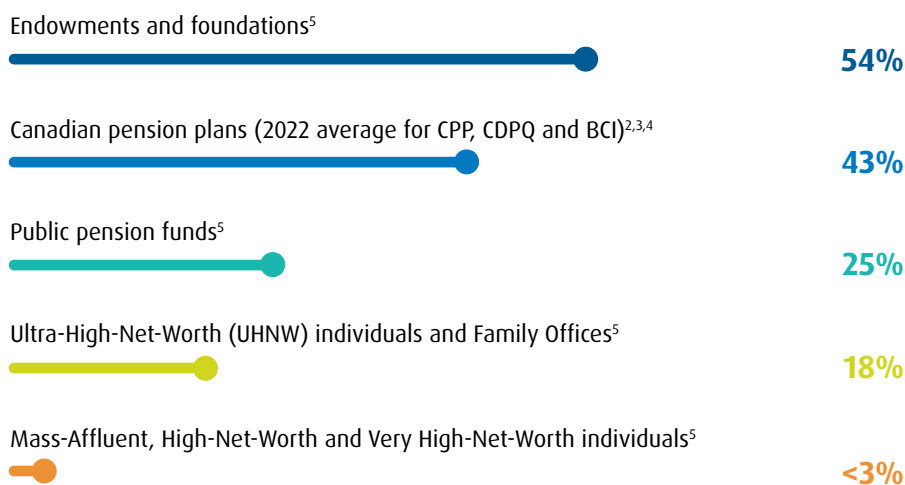 Endowments and foundations⁵
54%
Canadian pension plans (2022 average for CPP, CDPQ and BCI)²,³,⁴
43%
Public pension funds⁵
25%
Ultra-High-Net-Worth (UHNW) individuals and Family Offices⁵
18%
Mass-Affluent, High-Net-Worth and Very High-Net-Worth individuals⁵
<3%